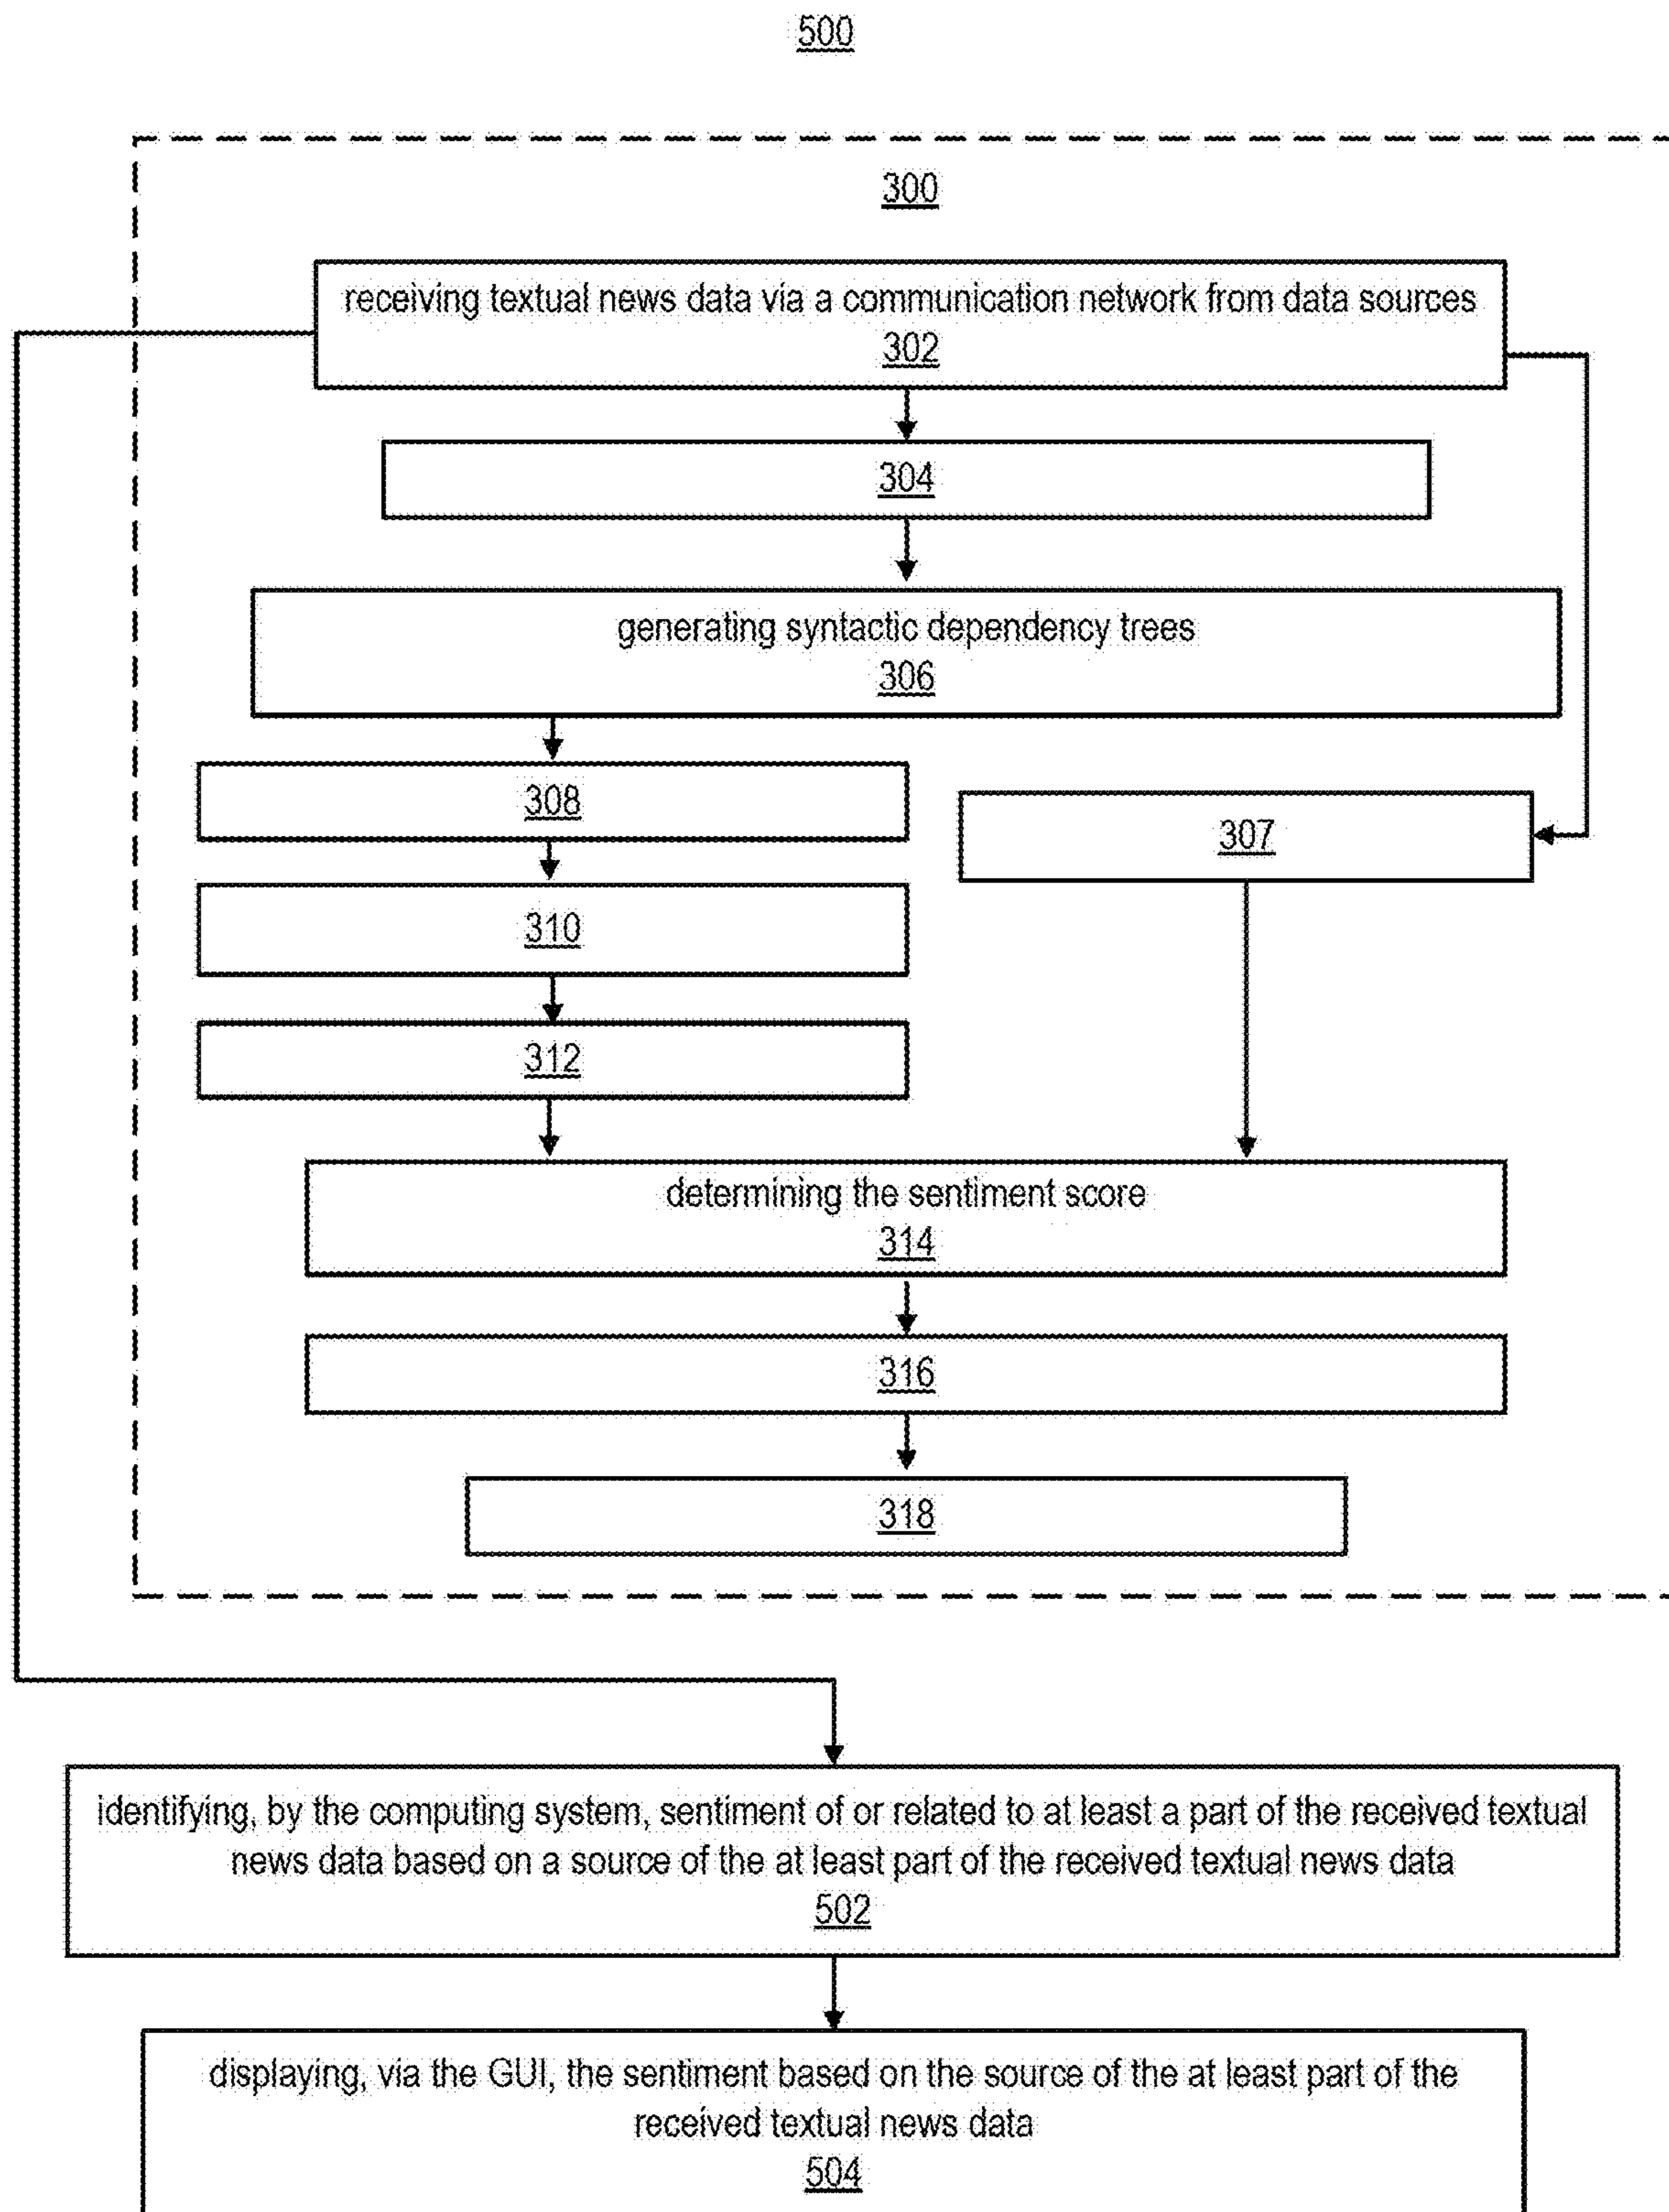 500
300
receiving textual news data via a communication network from data sources
302
304
generating syntactic dependency trees
306
308
307
310
312
determining the sentiment score
314
316
318
identifying, by the computing system, sentiment of or related to at least a part of the received textual
news data based on a source of the at least part of the received textual news data
502
displaying, via the GUI, the sentiment based on the source of the at least part of the
received textual news data
504